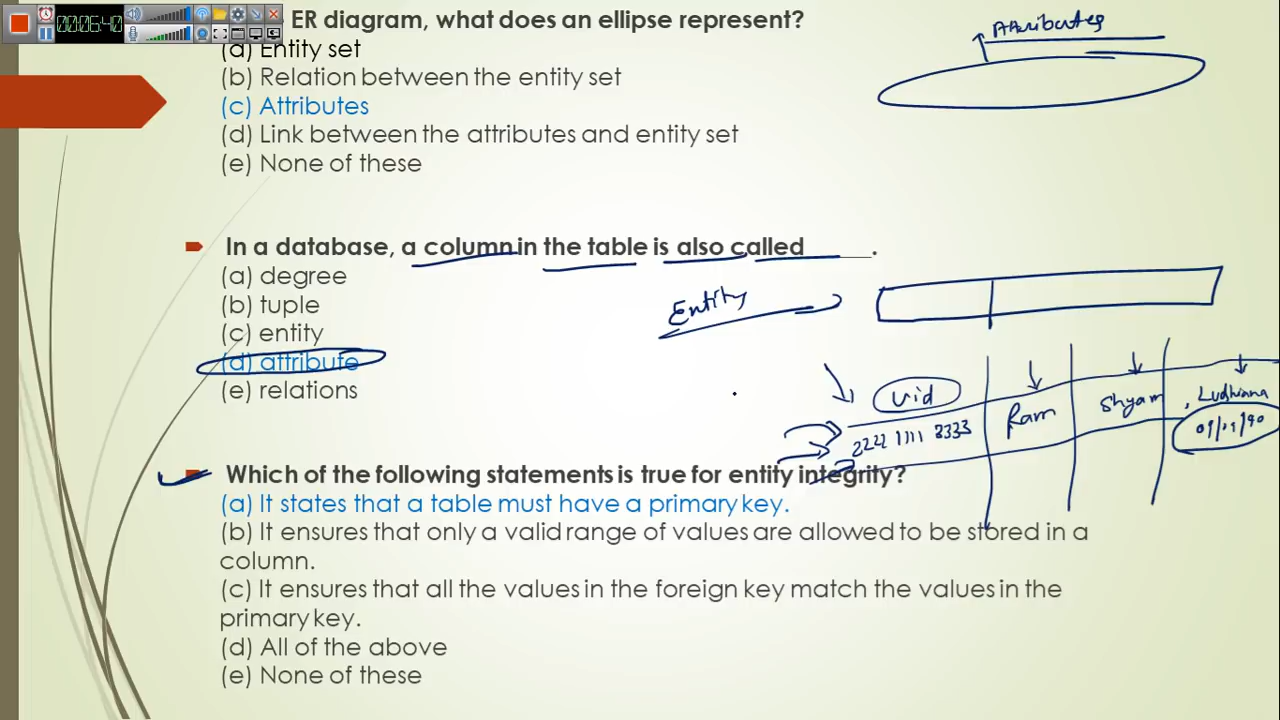 00:06:40
ER diagram, what does an ellipse represent?
Attributes
(a) Entity set
(b) Relation between the entity set
(c) Attributes
(d) Link between the attributes and entity set
(e) None of these
In a database, a column in the table is also called ______.
(a) degree
(b) tuple
(c) entity
(d) attribute
(e) relations
Entity
Uid
2222 1111 3333
Ram
Shyam
, Ludhiana
Which of the following statements is true for entity integrity?
(a) It states that a table must have a primary key.
(b) It ensures that only a valid range of values are allowed to be stored in a
column.
(c) It ensures that all the values in the foreign key match the values in the
primary key.
(d) All of the above
(e) None of these